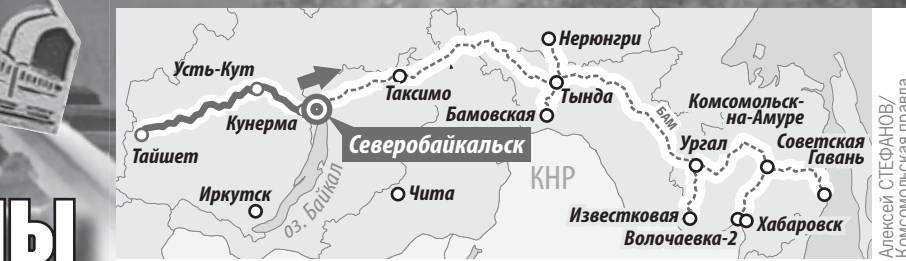 Усть-Кут
Кунерма
Тайшет
Иркутск
оз. Байкал
Северобайкальск
Таксимо
Чита
Нерюнгри
Тында
Бамовская
БАМ
КНР
Комсомольск-
на-Амуре
Ургал
Советская
Гавань
Известковая
Волочаевка-2
Хабаровск
Алексей СТЕФАНОВ/
Комсомольская правда